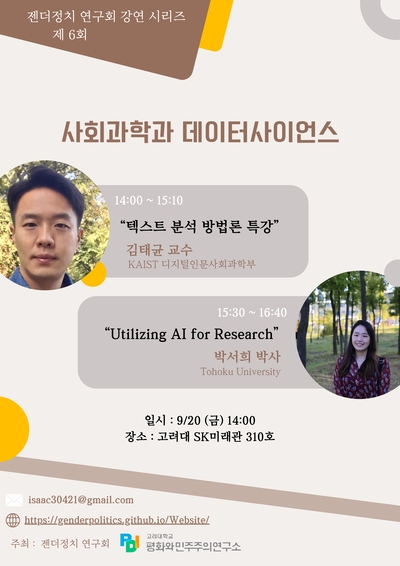 젠더정치 연구회 강연 시리즈
제 6회
사회과학과 데이터사이언스
14:00 ~ 15:10
“텍스트 분석 방법론 특강”
김태균 교수
KAIST 디지털인문사회과학부
15:30 ~ 16:40
“Utilizing AI for Research”
박서희 박사
Tohoku University
일시 : 9/20 (금) 14:00
장소 : 고려대 SK미래관 310호
isaac30421@gmail.com
https://genderpolitics.github.io/Website/
주최 : 젠더정치 연구회
PDI
고려대학교
평화와민주주의연구소